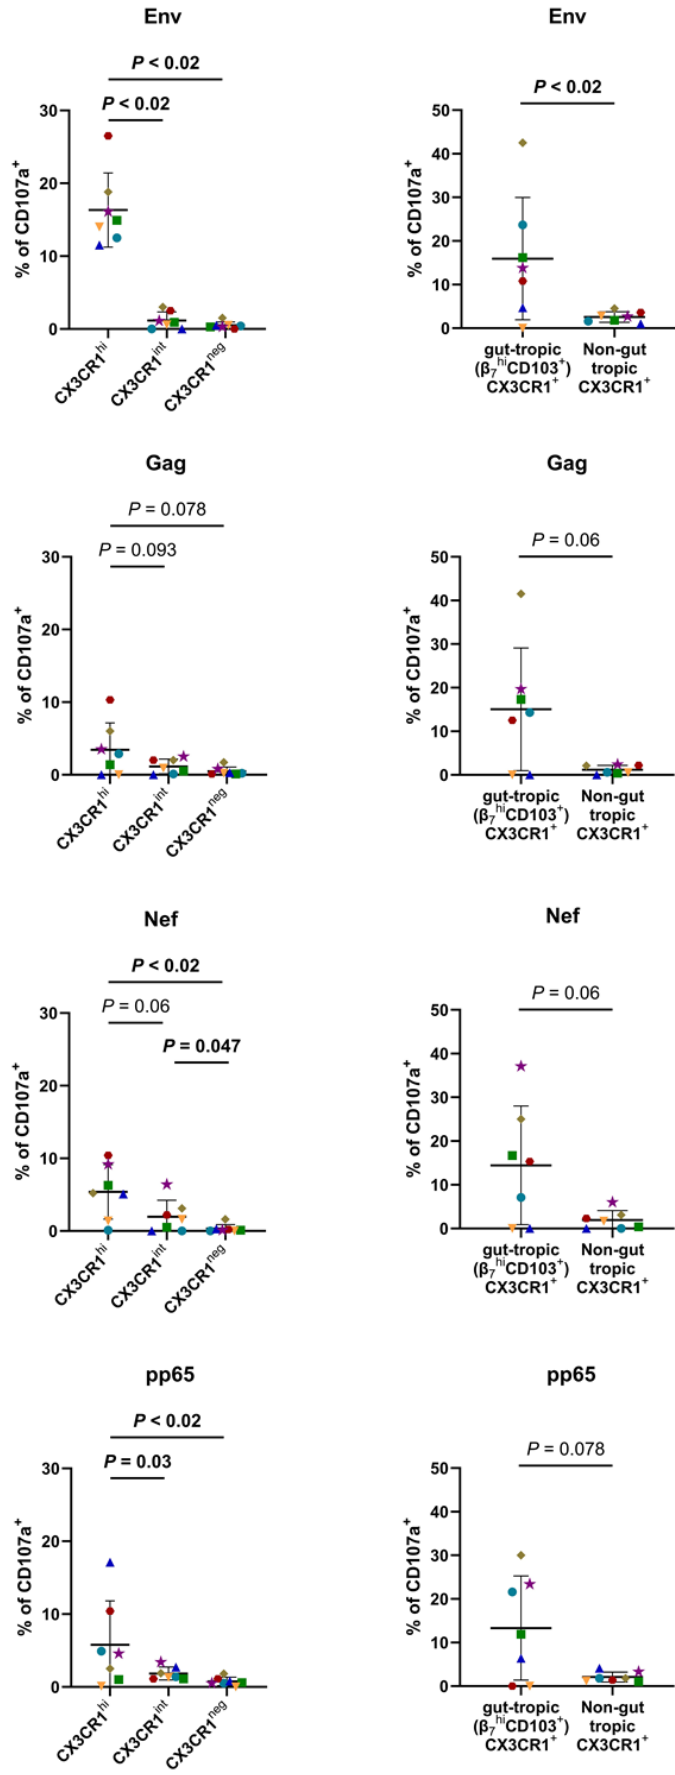 Env
P < 0.02
P < 0.02
% of CD107a⁺
30
20
10
0
CX3CR1ʰⁱ
CX3CR1ⁱⁿᵗ
CX3CR1ⁿᵉᵍ
Env
P < 0.02
% of CD107a⁺
50
40
30
20
10
0
gut-tropic
(β₇ʰⁱCD103⁺)
CX3CR1⁺
Non-gut
tropic
CX3CR1⁺
Gag
P = 0.078
P = 0.093
% of CD107a⁺
30
20
10
0
CX3CR1ʰⁱ
CX3CR1ⁱⁿᵗ
CX3CR1ⁿᵉᵍ
Gag
P = 0.06
% of CD107a⁺
50
40
30
20
10
0
gut-tropic
(β₇ʰⁱCD103⁺)
CX3CR1⁺
Non-gut
tropic
CX3CR1⁺
Nef
P < 0.02
P = 0.06
P = 0.047
% of CD107a⁺
30
20
10
0
CX3CR1ʰⁱ
CX3CR1ⁱⁿᵗ
CX3CR1ⁿᵉᵍ
Nef
P = 0.06
% of CD107a⁺
50
40
30
20
10
0
gut-tropic
(β₇ʰⁱCD103⁺)
CX3CR1⁺
Non-gut
tropic
CX3CR1⁺
pp65
P < 0.02
P = 0.03
% of CD107a⁺
30
20
10
0
CX3CR1ʰⁱ
CX3CR1ⁱⁿᵗ
CX3CR1ⁿᵉᵍ
pp65
P = 0.078
% of CD107a⁺
50
40
30
20
10
0
gut-tropic
(β₇ʰⁱCD103⁺)
CX3CR1⁺
Non-gut
tropic
CX3CR1⁺